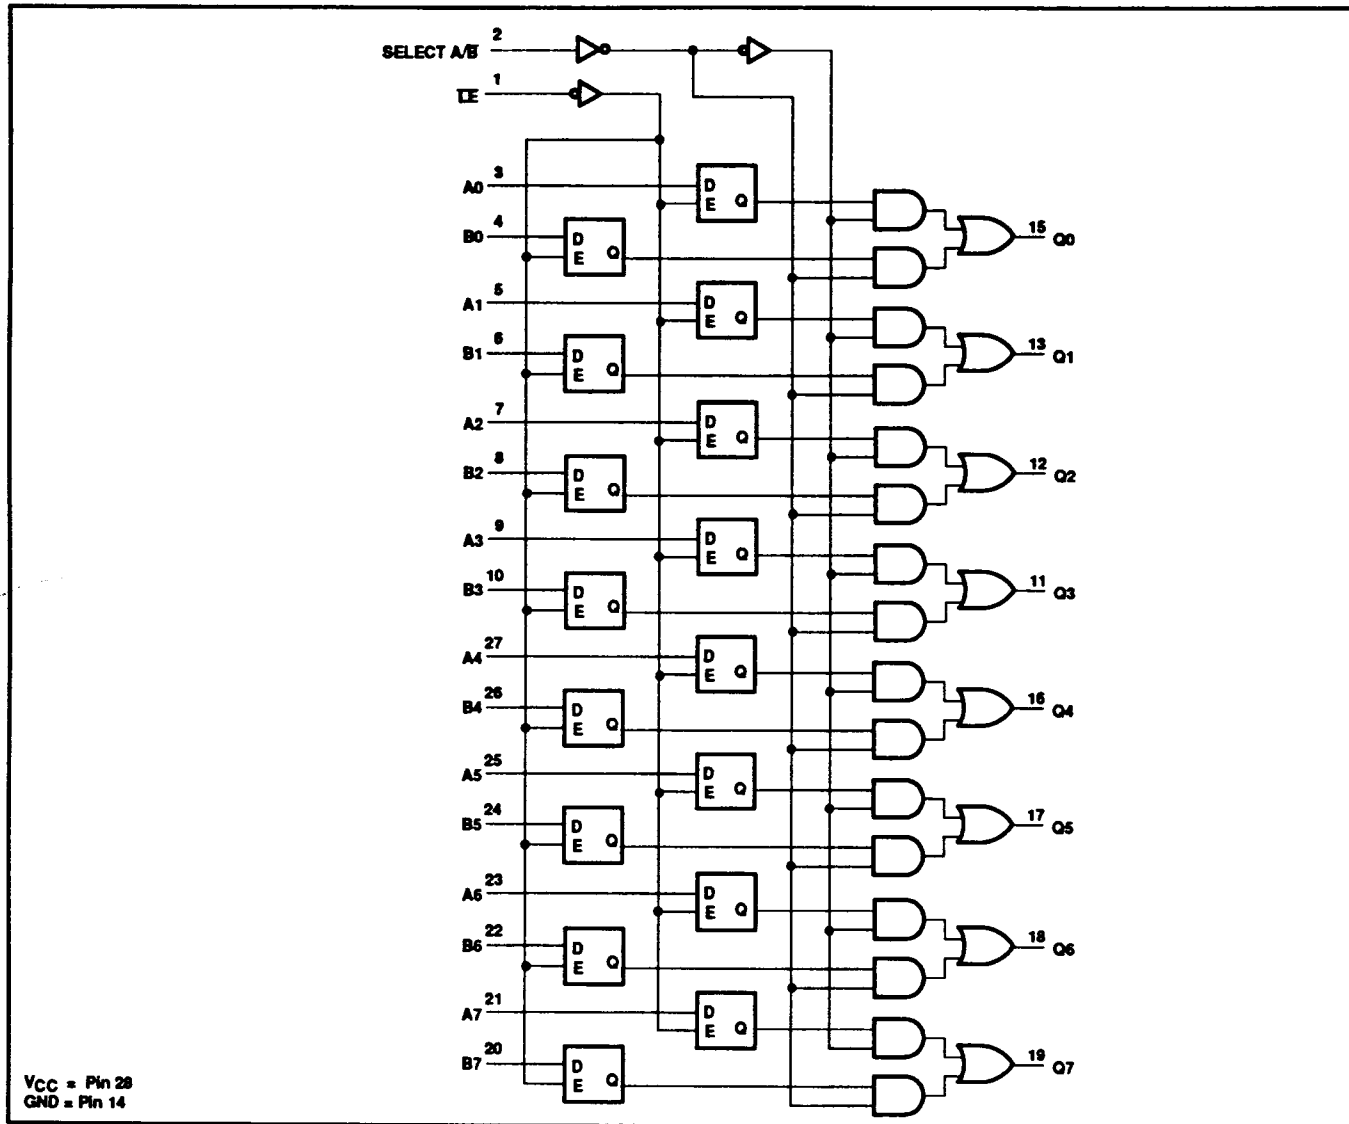 2
SELECT A/B̅
1
L̅E̅
3
A0
D
E
Q
4
B0
D
E
Q
15
Q0
5
A1
D
E
Q
6
B1
D
E
Q
13
Q1
7
A2
D
E
Q
8
B2
D
E
Q
12
Q2
9
A3
D
E
Q
10
B3
D
E
Q
11
Q3
27
A4
D
E
Q
26
B4
D
E
Q
16
Q4
25
A5
D
E
Q
24
B5
D
E
Q
17
Q5
23
A6
D
E
Q
22
B6
D
E
Q
18
Q6
21
A7
D
E
Q
20
B7
D
E
Q
19
Q7
VCC = Pin 28
GND = Pin 14